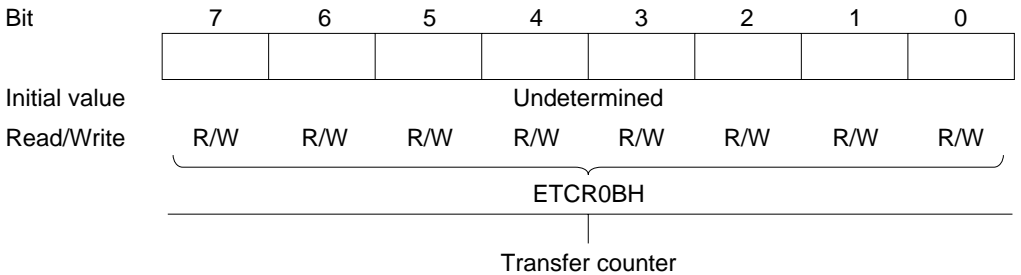 Bit 7 6 5 4 3 2 1 0
Initial value Undetermined
Read/Write R/W R/W R/W R/W R/W R/W R/W R/W
ETCR0BH
Transfer counter